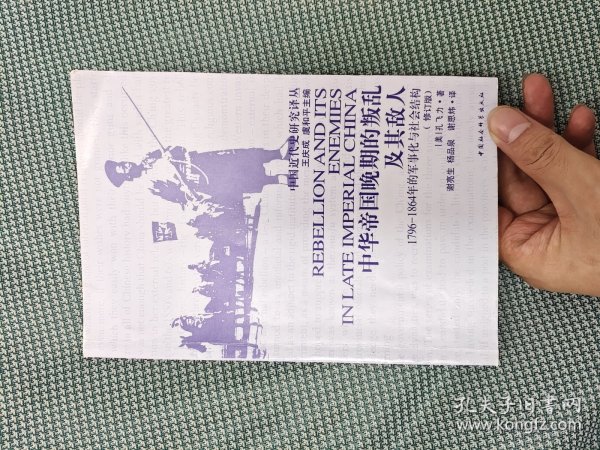 中国近代史研究译丛
王庆成 虞和平主编
REBELLION AND ITS
ENEMIES
IN LATE IMPERIAL CHINA
中华帝国晚期的叛乱
及其敌人
1796-1864年的军事化与社会结构
(修订版)
[美]孔飞力·著
谢亮生 杨品泉 谢思炜·译
中国社会科学出版社
孔夫子旧书网
www.kongfz.com